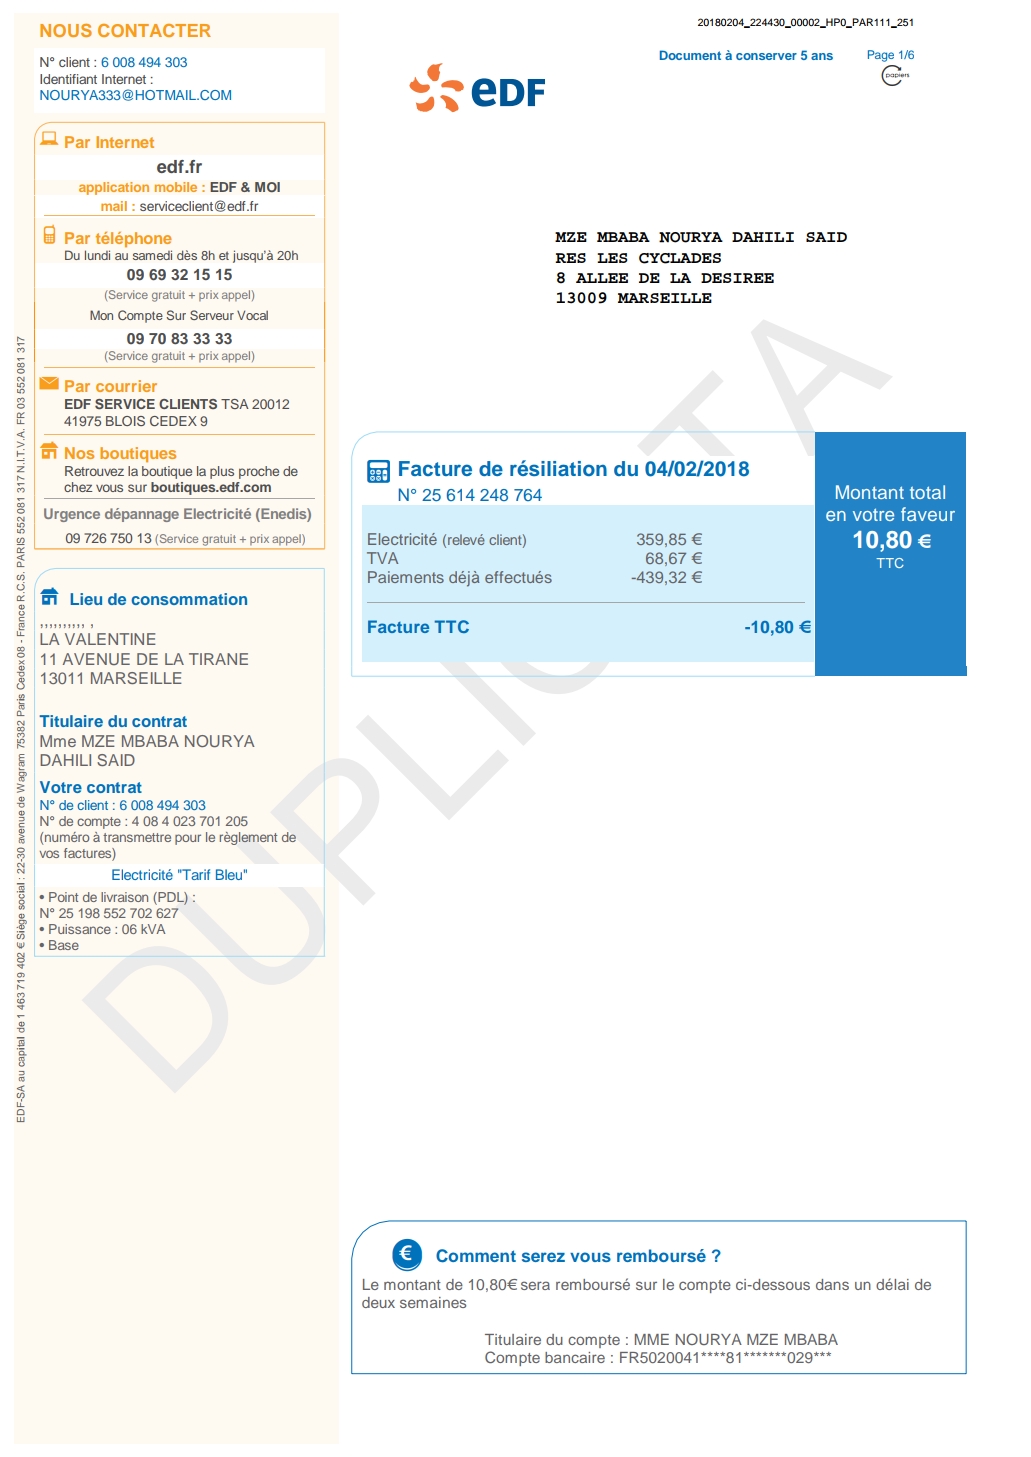 20180204_224430_00002_HP0_PAR111_251
NOUS CONTACTER
N° client : 6 008 494 303
Identifiant Internet :
NOURYA333@HOTMAIL.COM
Document à conserver 5 ans
Page 1/6
papiers
eDF
Par Internet
edf.fr
application mobile : EDF & MOI
mail : serviceclient@edf.fr
Par téléphone
Du lundi au samedi dès 8h et jusqu'à 20h
09 69 32 15 15
(Service gratuit + prix appel)
Mon Compte Sur Serveur Vocal
09 70 83 33 33
(Service gratuit + prix appel)
Par courrier
EDF SERVICE CLIENTS TSA 20012
41975 BLOIS CEDEX 9
Nos boutiques
Retrouvez la boutique la plus proche de
chez vous sur boutiques.edf.com
Urgence dépannage Electricité (Enedis)
09 726 750 13 (Service gratuit + prix appel)
MZE MBABA NOURYA DAHILI SAID
RES LES CYCLADES
8 ALLEE DE LA DESIREE
13009 MARSEILLE
Facture de résiliation du 04/02/2018
N° 25 614 248 764
Electricité (relevé client) 359,85 €
TVA 68,67 €
Paiements déjà effectués -439,32 €
Facture TTC -10,80 €
Montant total
en votre faveur
10,80 €
TTC
Lieu de consommation
,,,,,,,,,, ,
LA VALENTINE
11 AVENUE DE LA TIRANE
13011 MARSEILLE
Titulaire du contrat
Mme MZE MBABA NOURYA
DAHILI SAID
Votre contrat
N° de client : 6 008 494 303
N° de compte : 4 08 4 023 701 205
(numéro à transmettre pour le règlement de
vos factures)
Electricité "Tarif Bleu"
• Point de livraison (PDL) :
N° 25 198 552 702 627
• Puissance : 06 kVA
• Base
EDF-SA au capital de 1 463 719 402 € Siège social : 22-30 avenue de Wagram 75382 Paris Cedex 08 - France R.C.S. PARIS 552 081 317 N.I.T.V.A. FR 03 552 081 317
DUPLICATA
€ Comment serez vous remboursé ?
Le montant de 10,80€ sera remboursé sur le compte ci-dessous dans un délai de
deux semaines
Titulaire du compte : MME NOURYA MZE MBABA
Compte bancaire : FR5020041****81*******029***